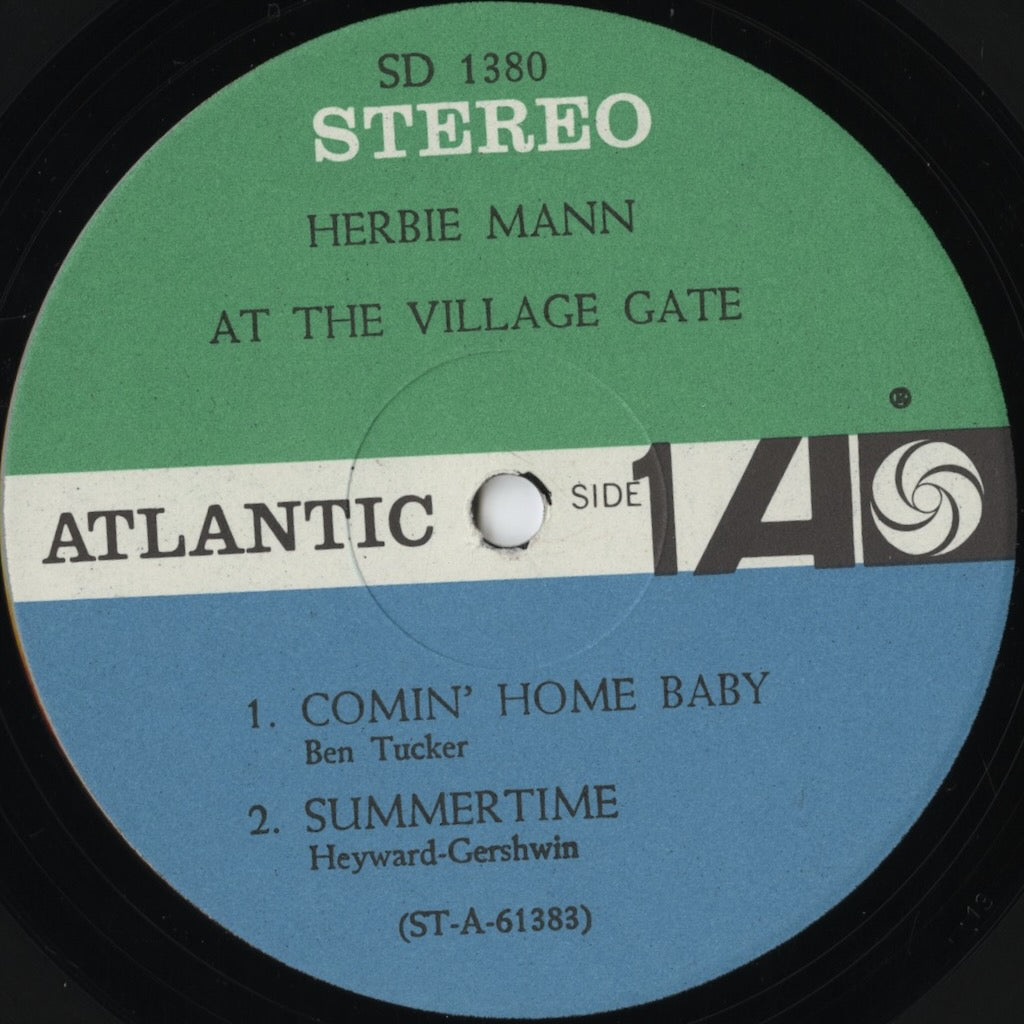 SD 1380
STEREO
HERBIE MANN
AT THE VILLAGE GATE
®
ATLANTIC SIDE 1 A
1. COMIN' HOME BABY
Ben Tucker
2. SUMMERTIME
Heyward-Gershwin
(ST-A-61383)